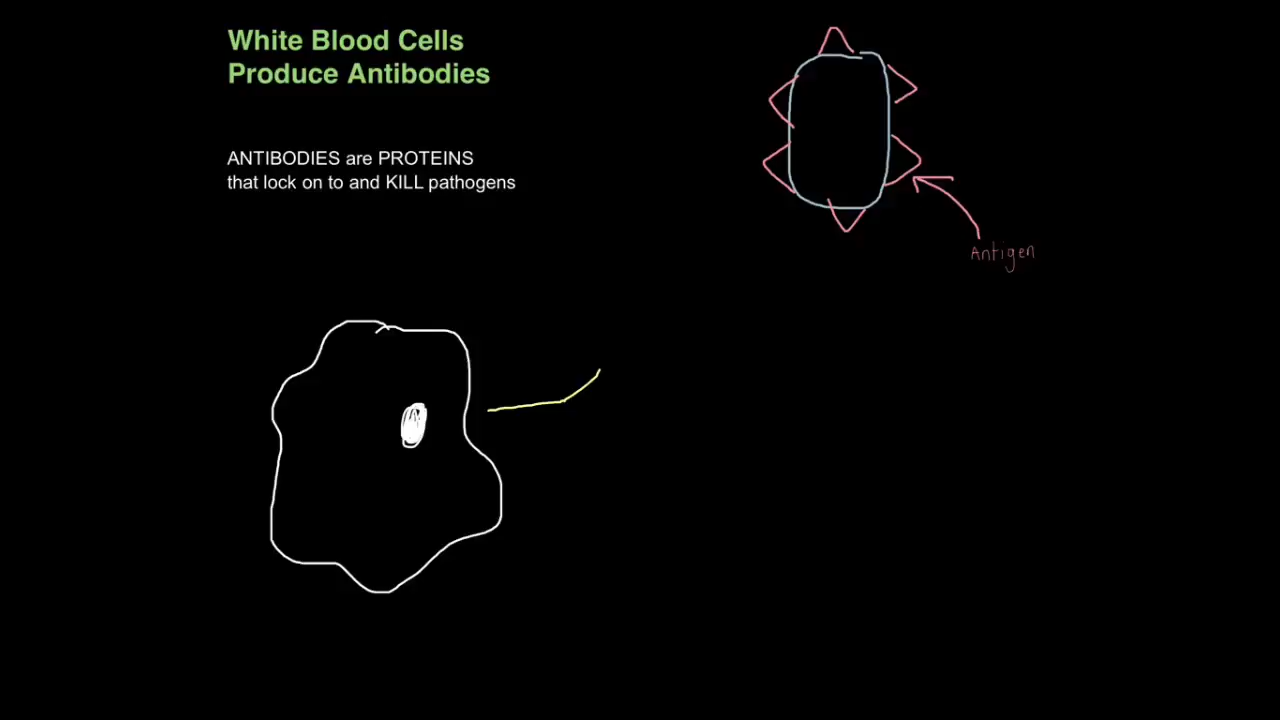 White Blood Cells
Produce Antibodies
ANTIBODIES are PROTEINS
that lock on to and KILL pathogens
Antigen